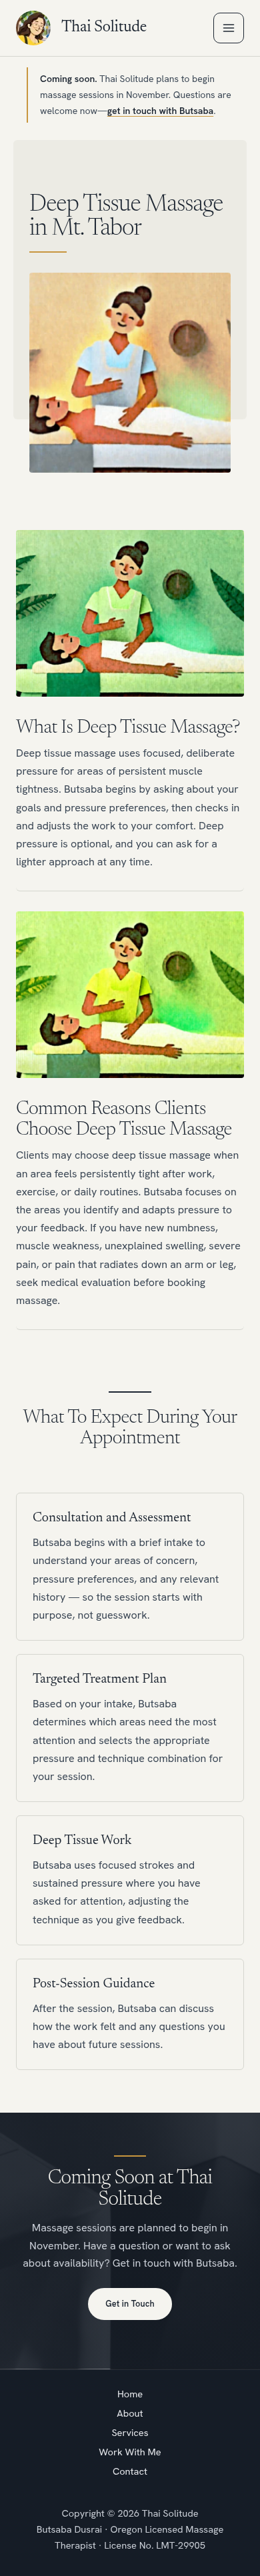 Thai Solitude
Coming soon. Thai Solitude plans to begin
massage sessions in November. Questions are
welcome now—get in touch with Butsaba.
Deep Tissue Massage
in Mt. Tabor
What Is Deep Tissue Massage?
Deep tissue massage uses focused, deliberate
pressure for areas of persistent muscle
tightness. Butsaba begins by asking about your
goals and pressure preferences, then checks in
and adjusts the work to your comfort. Deep
pressure is optional, and you can ask for a
lighter approach at any time.
Common Reasons Clients
Choose Deep Tissue Massage
Clients may choose deep tissue massage when
an area feels persistently tight after work,
exercise, or daily routines. Butsaba focuses on
the areas you identify and adapts pressure to
your feedback. If you have new numbness,
muscle weakness, unexplained swelling, severe
pain, or pain that radiates down an arm or leg,
seek medical evaluation before booking
massage.
What To Expect During Your
Appointment
Consultation and Assessment
Butsaba begins with a brief intake to
understand your areas of concern,
pressure preferences, and any relevant
history — so the session starts with
purpose, not guesswork.
Targeted Treatment Plan
Based on your intake, Butsaba
determines which areas need the most
attention and selects the appropriate
pressure and technique combination for
your session.
Deep Tissue Work
Butsaba uses focused strokes and
sustained pressure where you have
asked for attention, adjusting the
technique as you give feedback.
Post-Session Guidance
After the session, Butsaba can discuss
how the work felt and any questions you
have about future sessions.
Coming Soon at Thai
Solitude
Massage sessions are planned to begin in
November. Have a question or want to ask
about availability? Get in touch with Butsaba.
Get in Touch
Home
About
Services
Work With Me
Contact
Copyright © 2026 Thai Solitude
Butsaba Dusrai · Oregon Licensed Massage
Therapist · License No. LMT-29905